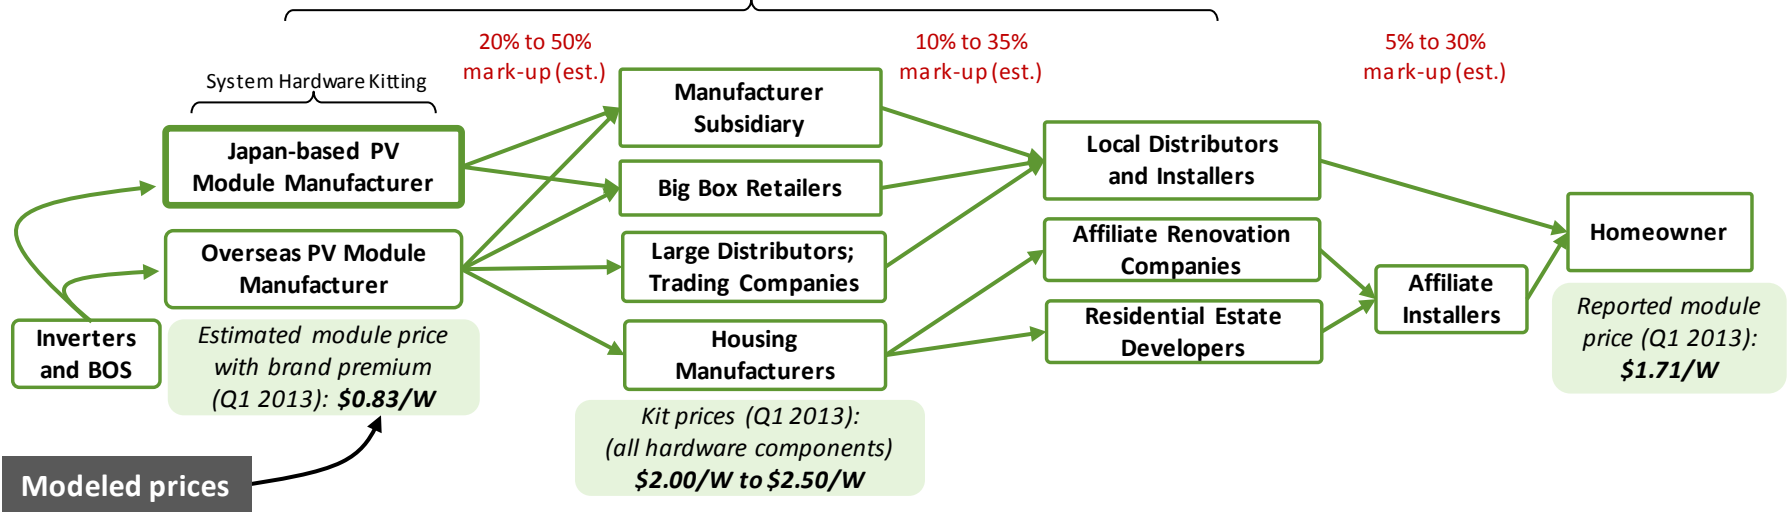 20% to 50%
mark-up (est.)
10% to 35%
mark-up (est.)
5% to 30%
mark-up (est.)
System Hardware Kitting
Japan-based PV
Module Manufacturer
Overseas PV Module
Manufacturer
Inverters
and BOS
Estimated module price
with brand premium
(Q1 2013): $0.83/W
Modeled prices
Manufacturer
Subsidiary
Big Box Retailers
Large Distributors;
Trading Companies
Housing
Manufacturers
Kit prices (Q1 2013):
(all hardware components)
$2.00/W to $2.50/W
Local Distributors
and Installers
Affiliate Renovation
Companies
Residential Estate
Developers
Affiliate
Installers
Homeowner
Reported module
price (Q1 2013):
$1.71/W